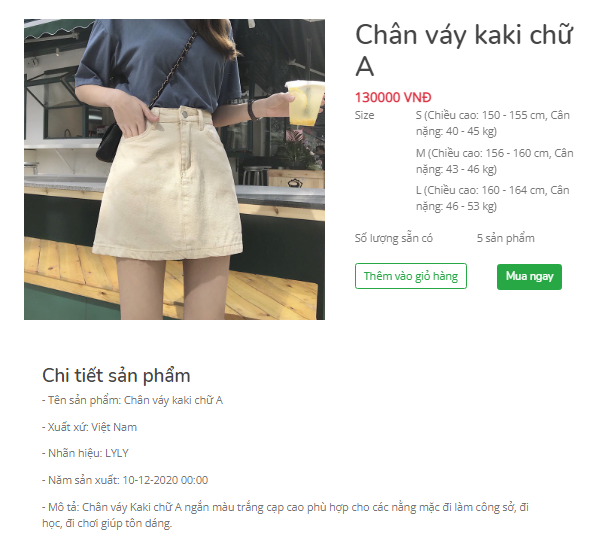 Chân váy kaki chữ
A
130000 VNĐ
Size
S (Chiều cao: 150 - 155 cm, Cân
nặng: 40 - 45 kg)
M (Chiều cao: 156 - 160 cm, Cân
nặng: 43 - 46 kg)
L (Chiều cao: 160 - 164 cm, Cân
nặng: 46 - 53 kg)
Số lượng sẵn có
5 sản phẩm
Thêm vào giỏ hàng
Mua ngay
Chi tiết sản phẩm
- Tên sản phẩm: Chân váy kaki chữ A
- Xuất xứ: Việt Nam
- Nhãn hiệu: LYLY
- Năm sản xuất: 10-12-2020 00:00
- Mô tả: Chân váy Kaki chữ A ngắn màu trắng cạp cao phù hợp cho các nằng mặc đi làm công sở, đi
học, đi chơi giúp tôn dáng.